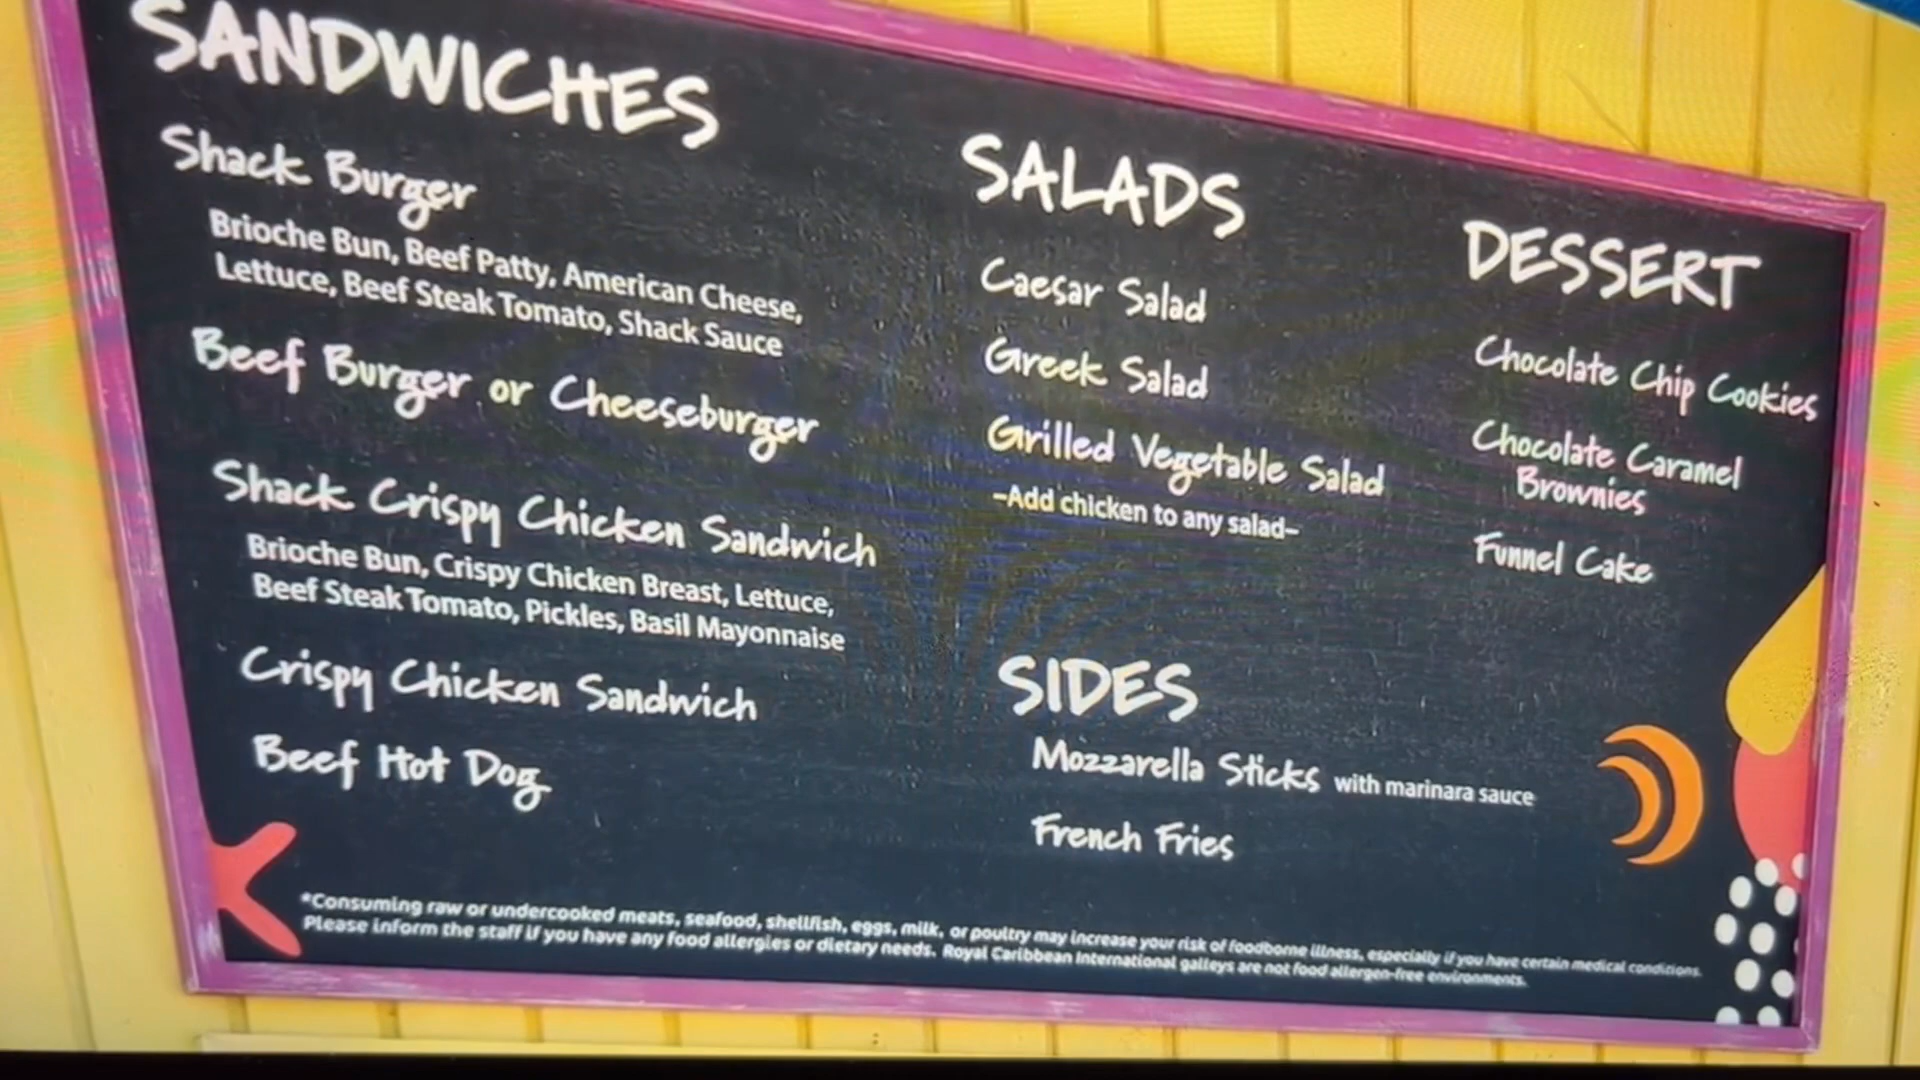 SANDWICHES
Shack Burger
Brioche Bun, Beef Patty, American Cheese,
Lettuce, Beef Steak Tomato, Shack Sauce
Beef Burger or Cheeseburger
Shack Crispy Chicken Sandwich
Brioche Bun, Crispy Chicken Breast, Lettuce,
Beef Steak Tomato, Pickles, Basil Mayonnaise
Crispy Chicken Sandwich
Beef Hot Dog
SALADS
Caesar Salad
Greek Salad
Grilled Vegetable Salad
-Add chicken to any salad-
SIDES
Mozzarella Sticks with marinara sauce
French Fries
DESSERT
Chocolate Chip Cookies
Chocolate Caramel
Brownies
Funnel Cake
*Consuming raw or undercooked meats, seafood, shellfish, eggs, milk, or poultry may increase your risk of foodborne illness, especially if you have certain medical conditions.
Please inform the staff if you have any food allergies or dietary needs. Royal Caribbean International galleys are not food allergen-free environments.